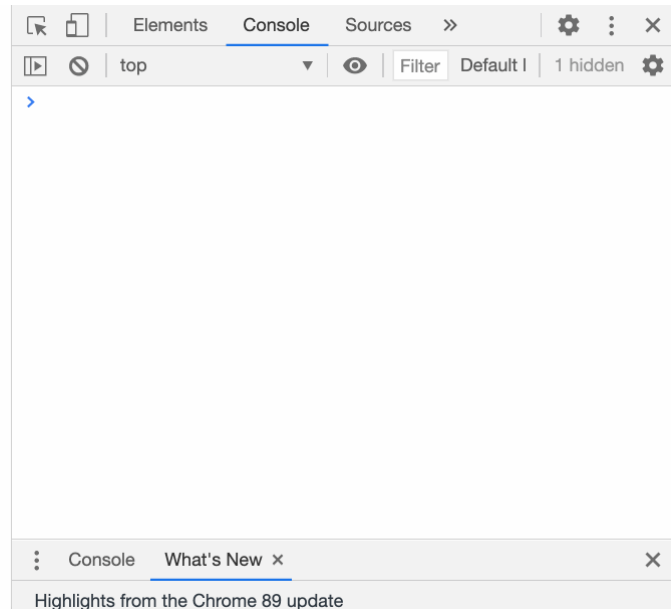 Elements Console Sources
top Filter Default l 1 hidden
Console What's New
Highlights from the Chrome 89 update